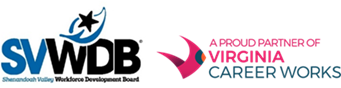 SVWDB®
Shenandoah Valley Workforce Development Board
A PROUD PARTNER OF
VIRGINIA
CAREER WORKS